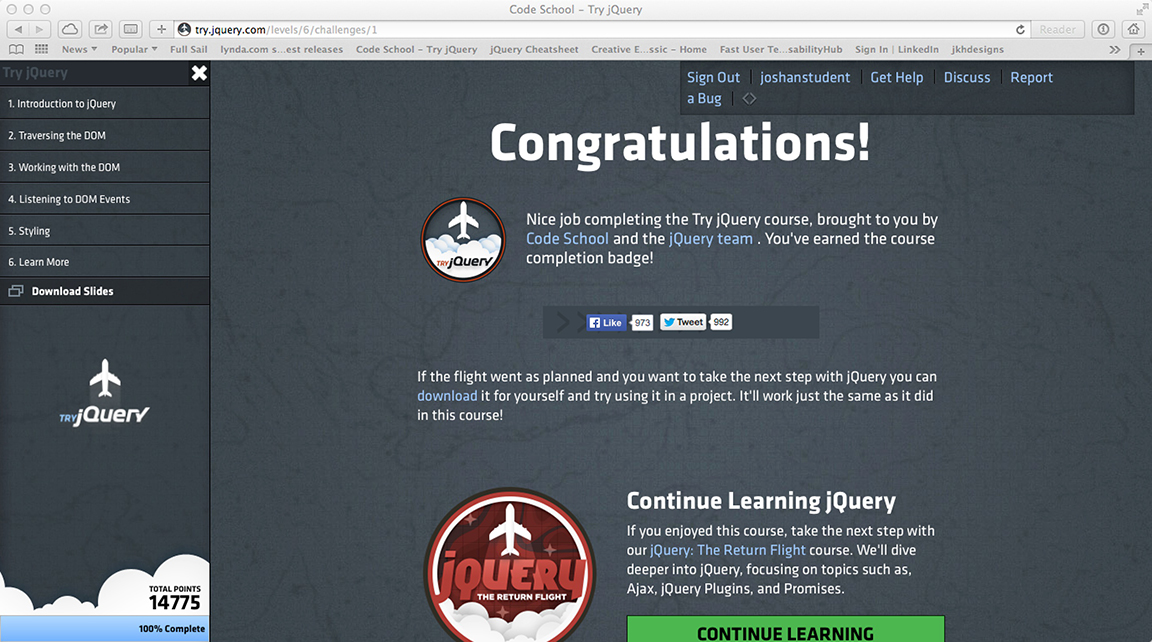 Code School – Try jQuery
try.jquery.com/levels/6/challenges/1
Reader
News
Popular
Full Sail
lynda.com s...est releases
Code School – Try jQuery
jQuery Cheatsheet
Creative E...ssic – Home
Fast User Te...sabilityHub
Sign In | LinkedIn
jkhdesigns
Try jQuery
1. Introduction to jQuery
2. Traversing the DOM
3. Working with the DOM
4. Listening to DOM Events
5. Styling
6. Learn More
Download Slides
TRY jQuery
TOTAL POINTS
14775
100% Complete
Sign Out
joshanstudent
Get Help
Discuss
Report
a Bug
Congratulations!
TRY jQuery
Nice job completing the Try jQuery course, brought to you by
Code School and the jQuery team . You've earned the course
completion badge!
Like 973 Tweet 992
If the flight went as planned and you want to take the next step with jQuery you can
download it for yourself and try using it in a project. It'll work just the same as it did
in this course!
jQUERY
THE RETURN FLIGHT
Continue Learning jQuery
If you enjoyed this course, take the next step with
our jQuery: The Return Flight course. We'll dive
deeper into jQuery, focusing on topics such as,
Ajax, jQuery Plugins, and Promises.
CONTINUE LEARNING